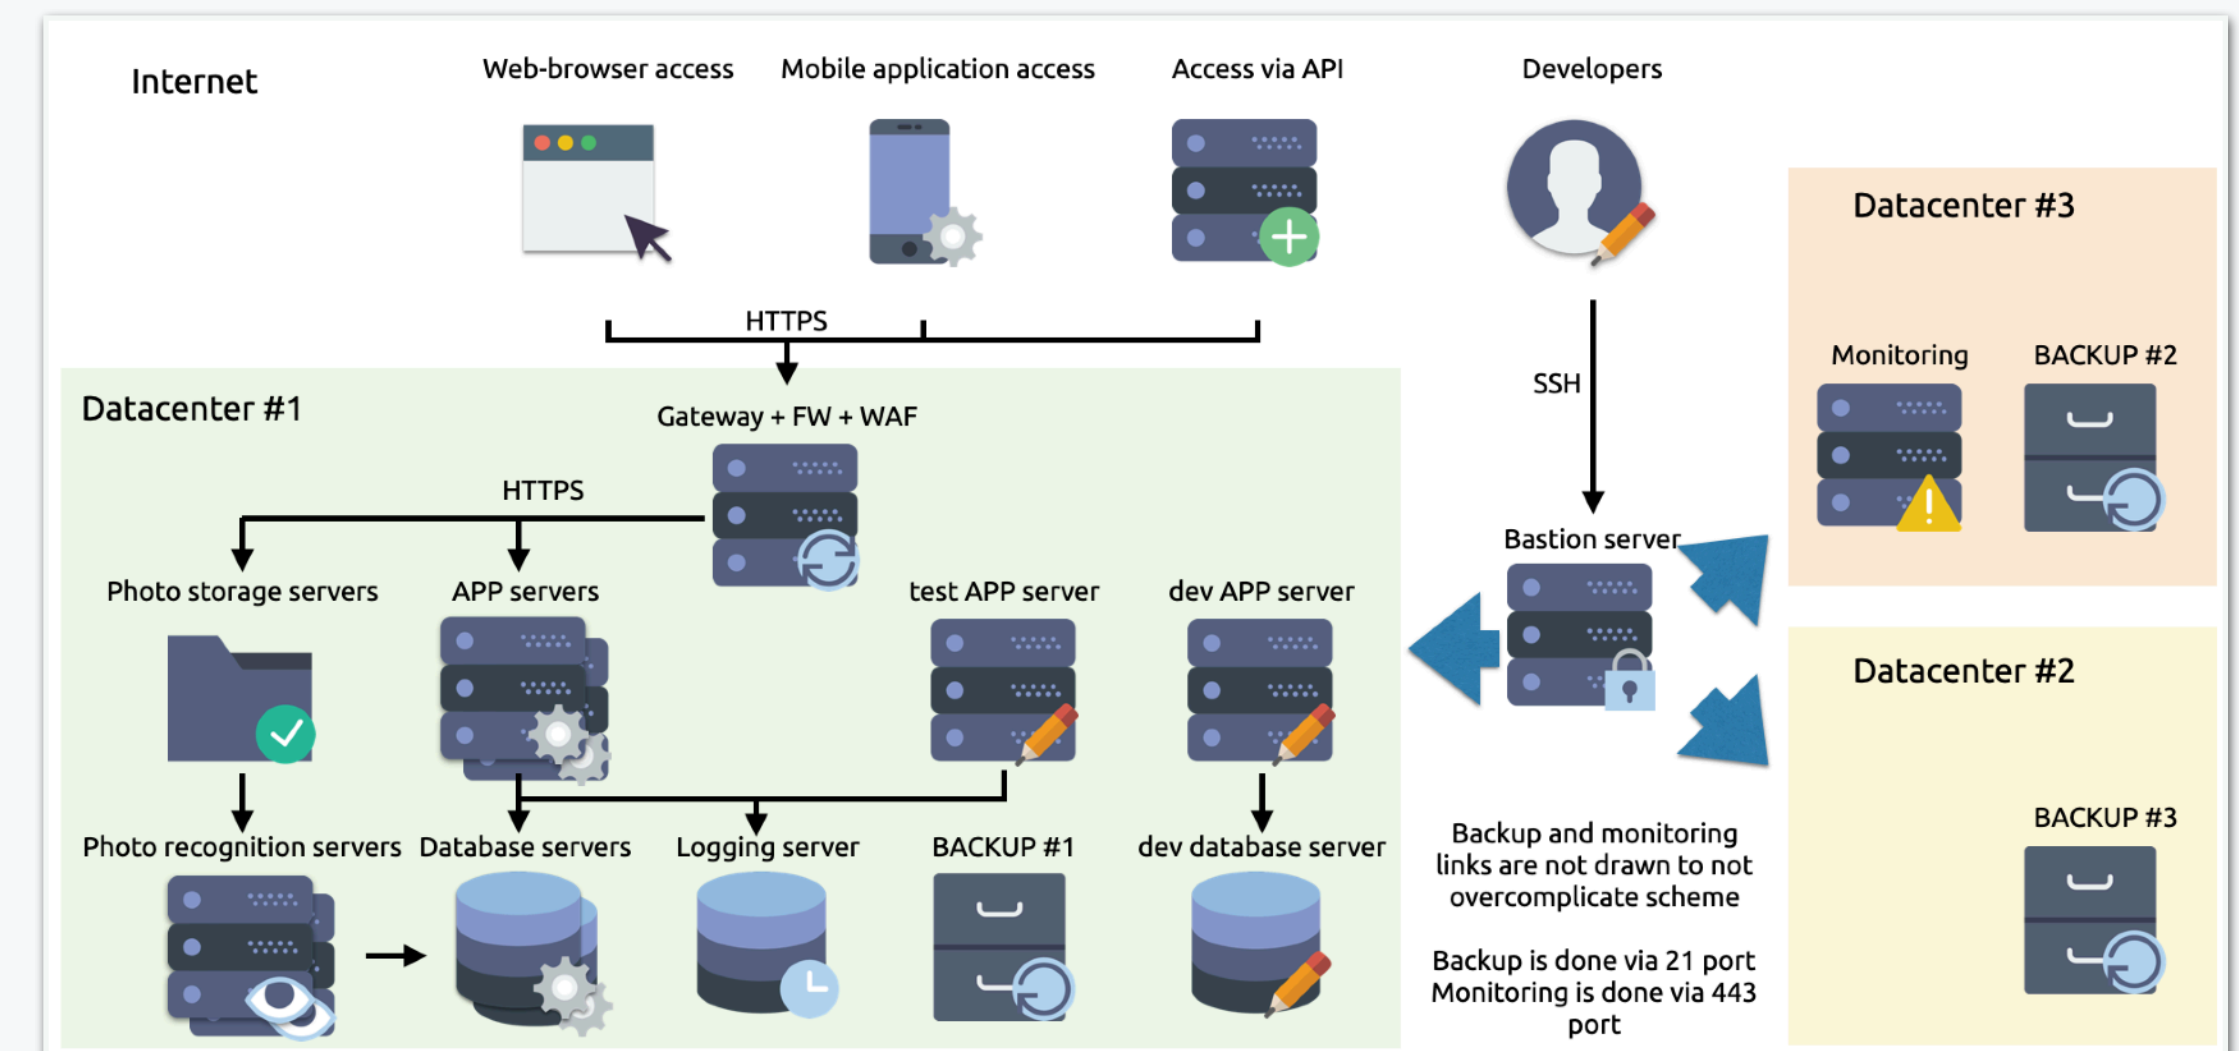 Internet
Web-browser access
Mobile application access
Access via API
Developers
HTTPS
SSH
Datacenter #3
Monitoring
BACKUP #2
Datacenter #1
Gateway + FW + WAF
HTTPS
Photo storage servers
APP servers
test APP server
dev APP server
Bastion server
Datacenter #2
Photo recognition servers
Database servers
Logging server
BACKUP #1
dev database server
Backup and monitoring
links are not drawn to not
overcomplicate scheme
Backup is done via 21 port
Monitoring is done via 443
port
BACKUP #3